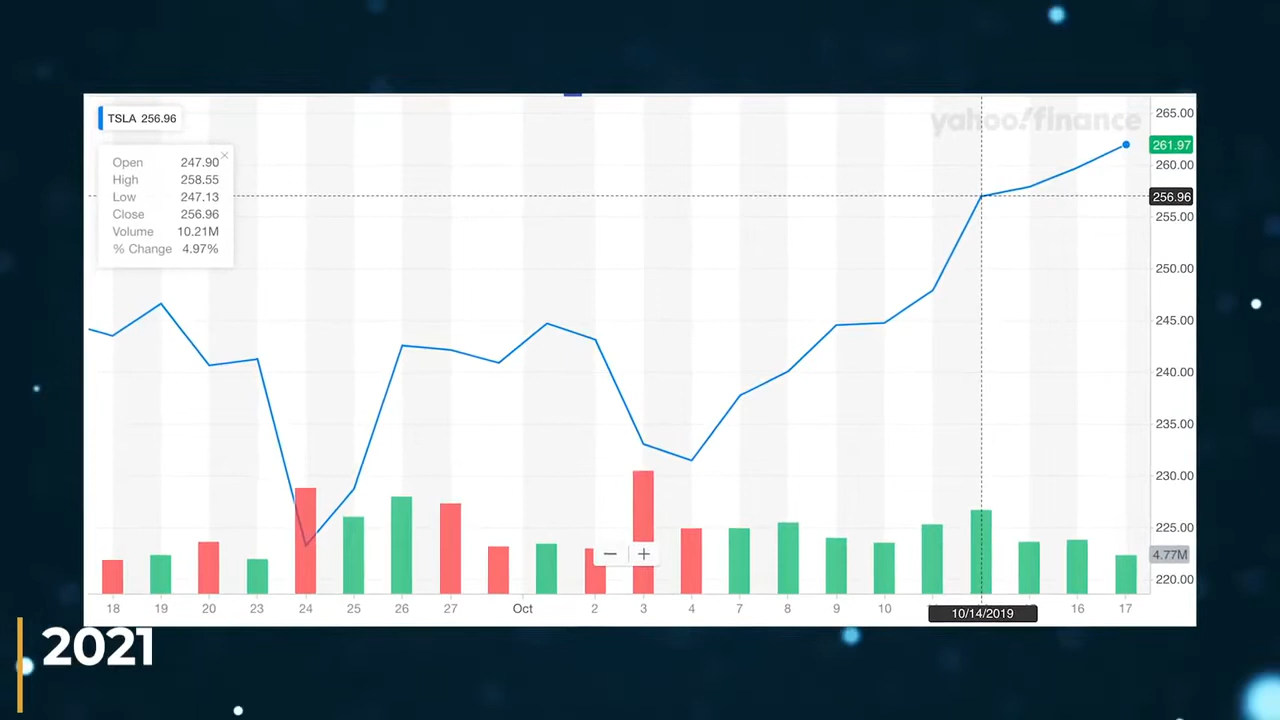 TSLA 256.96
yahoo!finance
Open 247.90
High 258.55
Low 247.13
Close 256.96
Volume 10.21M
% Change 4.97%
265.00
261.97
260.00
256.96
255.00
250.00
245.00
240.00
235.00
230.00
225.00
4.77M
220.00
18 19 20 23 24 25 26 27 Oct 2 3 4 7 8 9 10 16 17
10/14/2019
2021